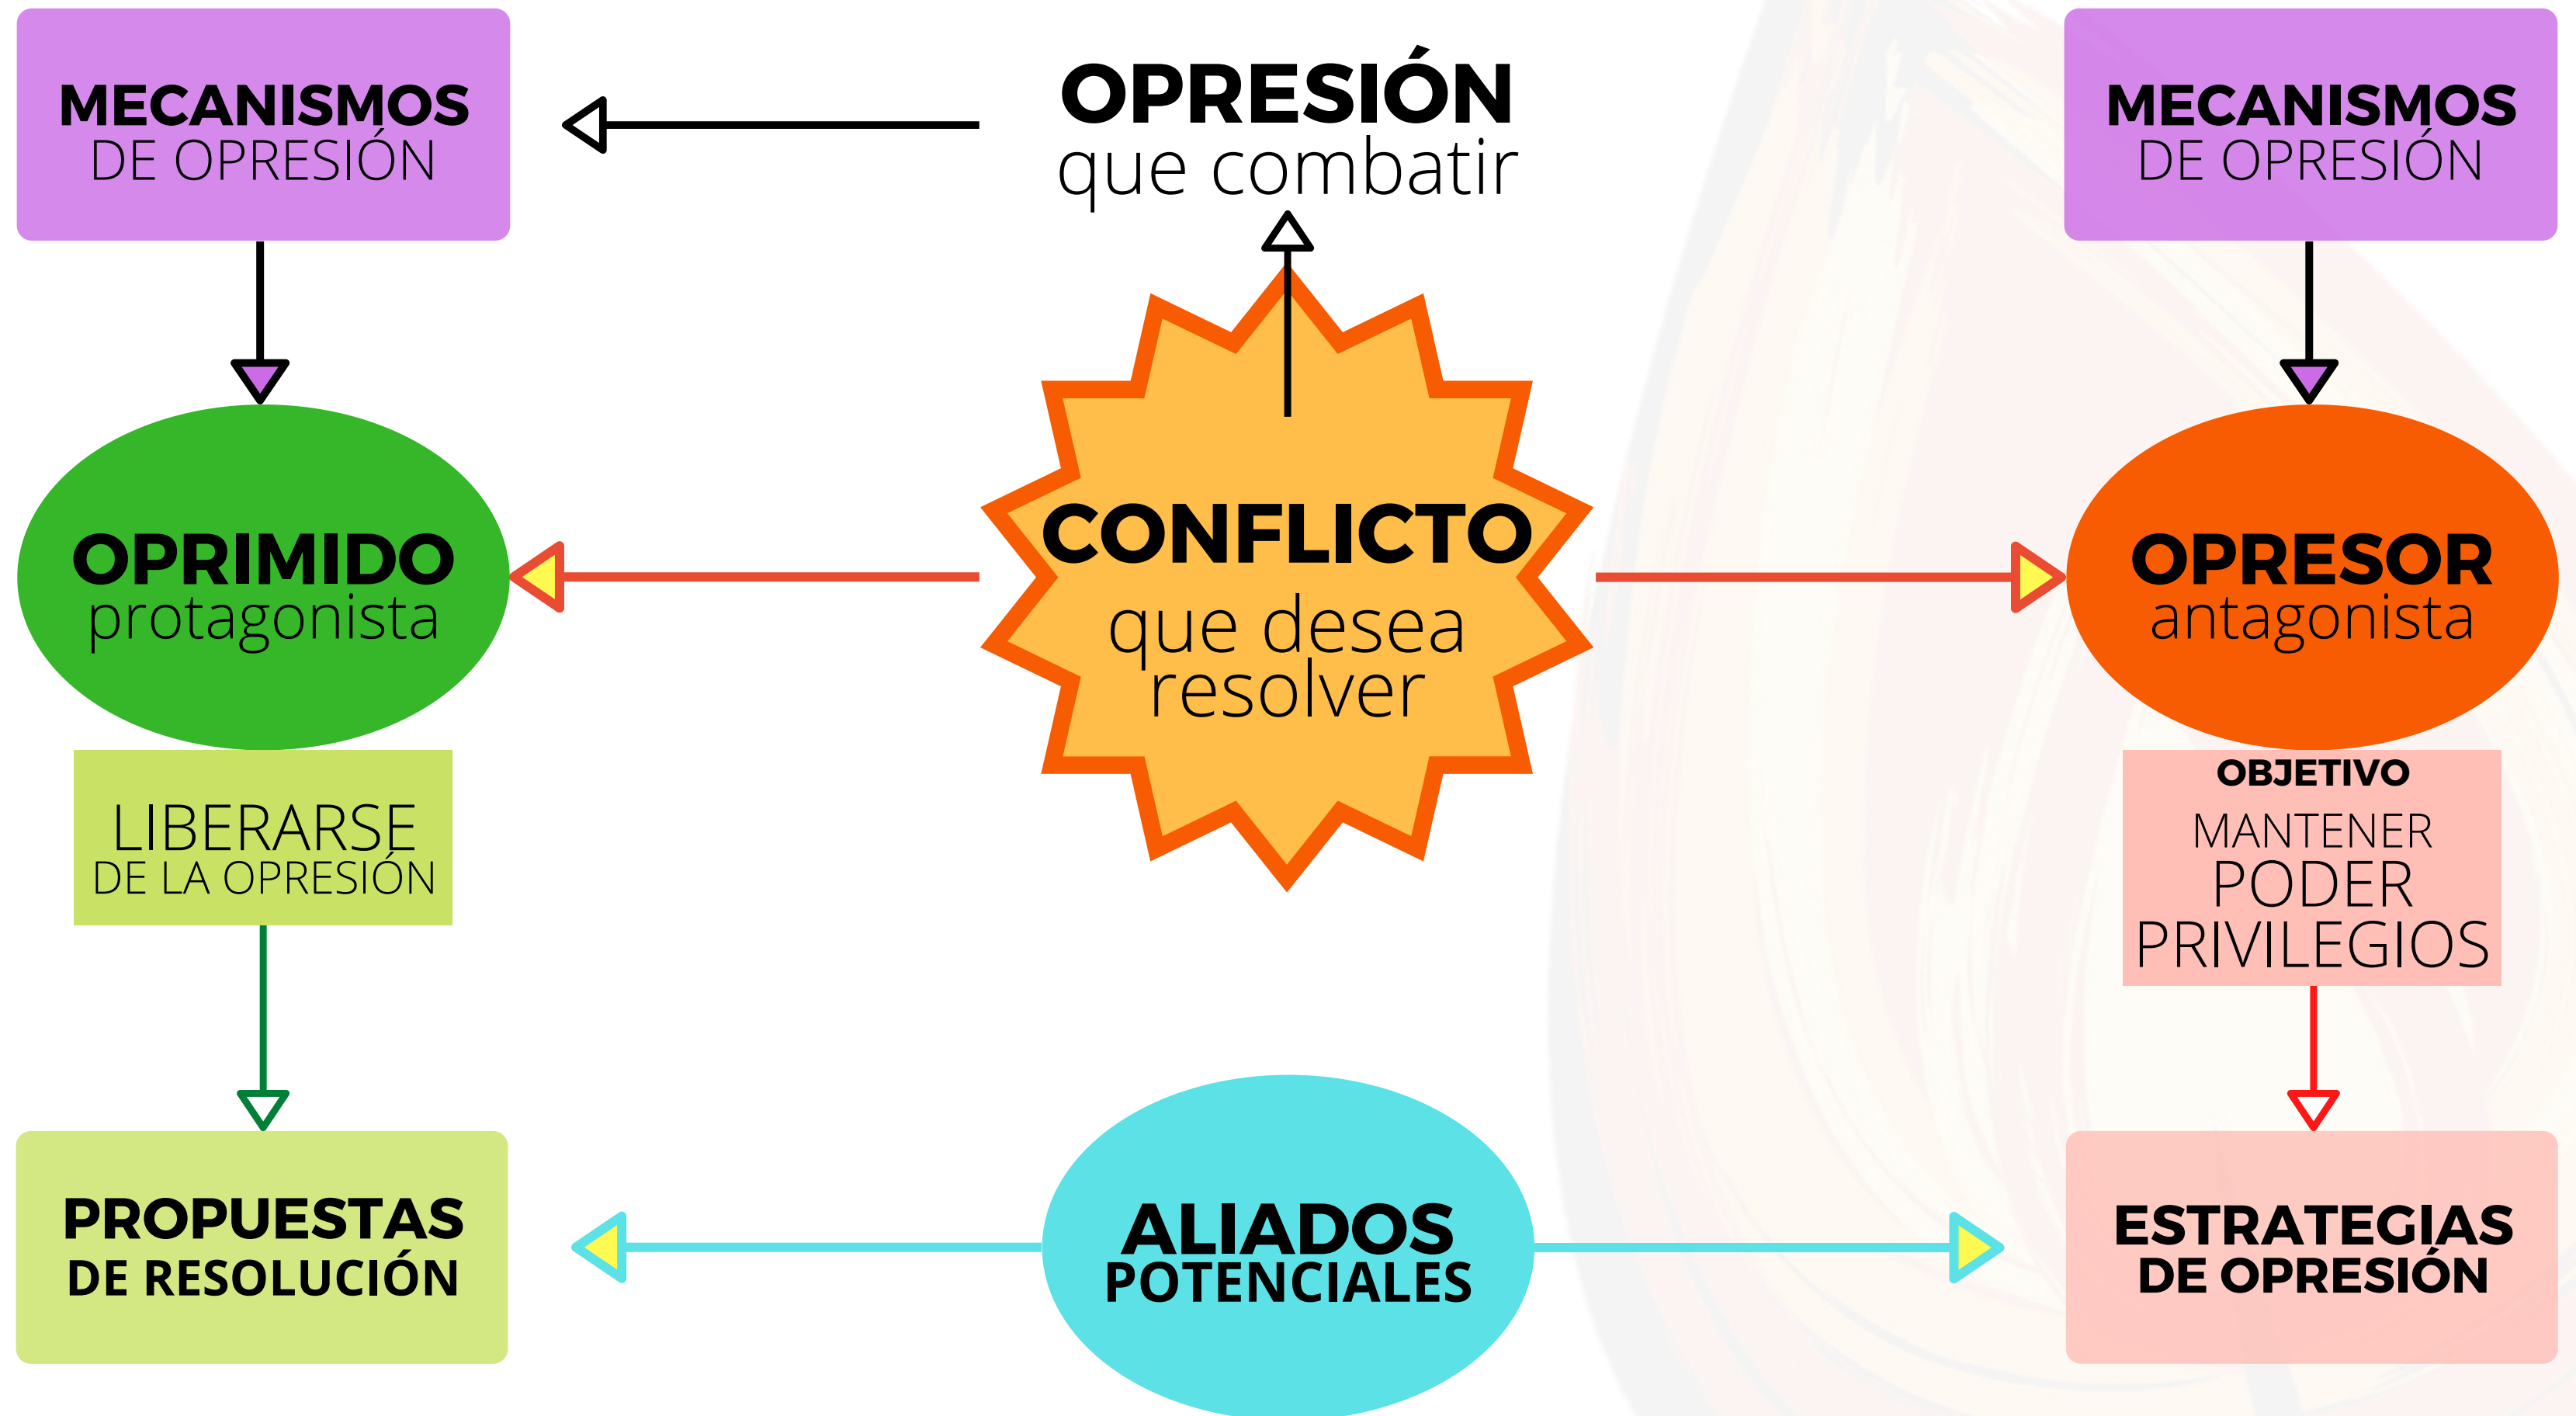 MECANISMOS
DE OPRESIÓN
OPRESIÓN
que combatir
MECANISMOS
DE OPRESIÓN
OPRIMIDO
protagonista
CONFLICTO
que desea
resolver
OPRESOR
antagonista
LIBERARSE
DE LA OPRESIÓN
OBJETIVO
MANTENER
PODER
PRIVILEGIOS
PROPUESTAS
DE RESOLUCIÓN
ALIADOS
POTENCIALES
ESTRATEGIAS
DE OPRESIÓN